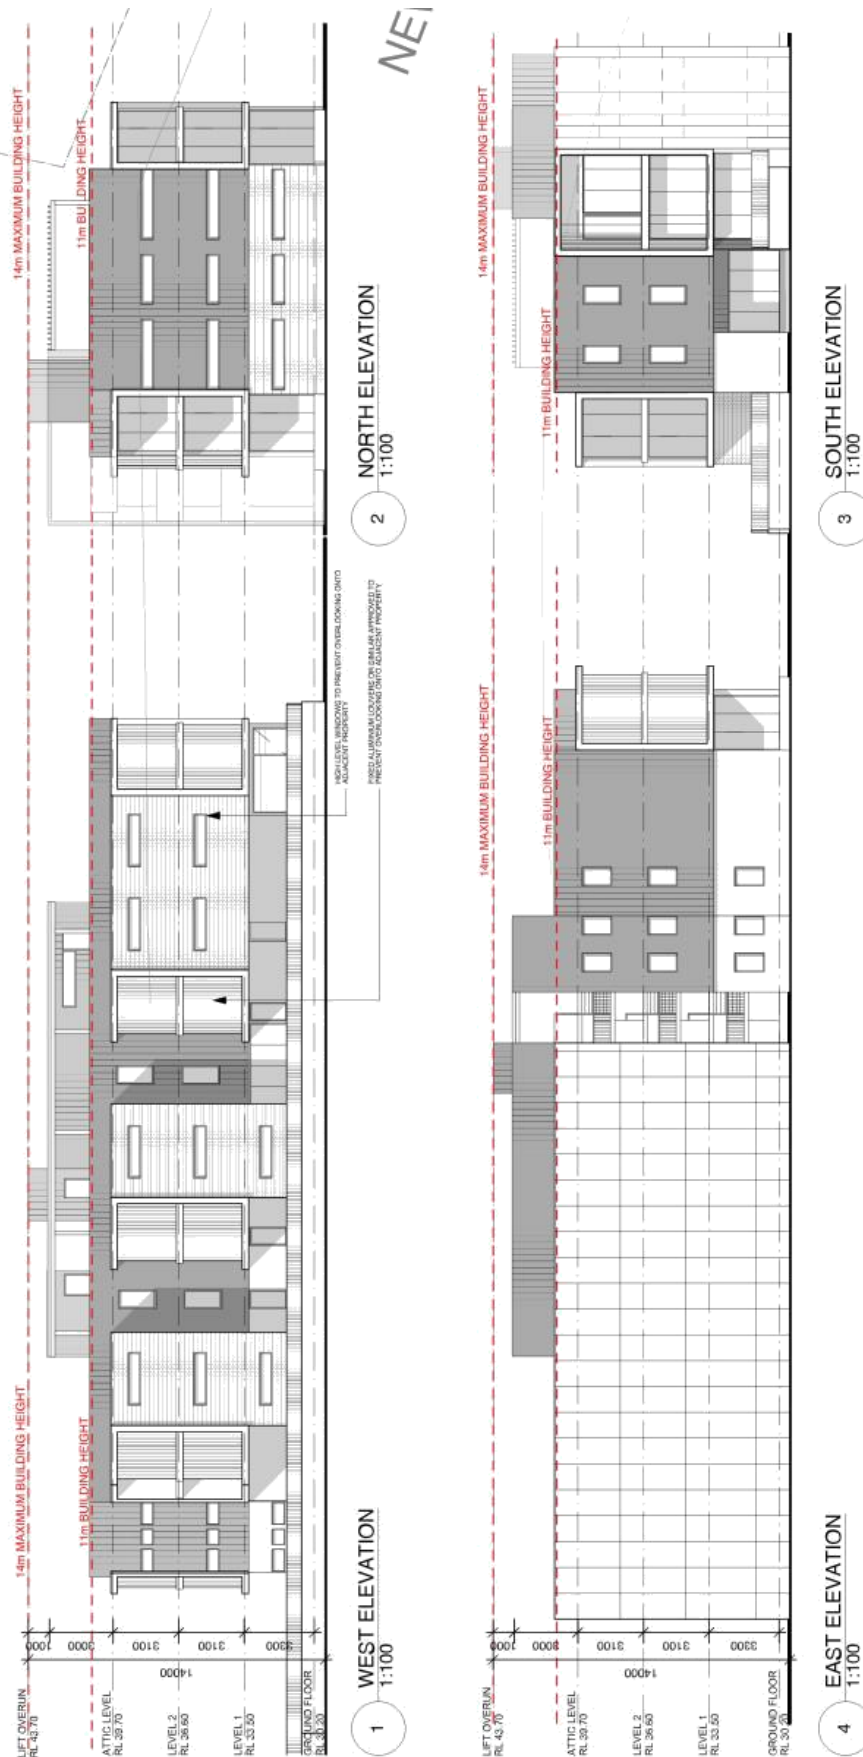 NE
14m MAXIMUM BUILDING HEIGHT
11m BUILDING HEIGHT
14m MAXIMUM BUILDING HEIGHT
11m BUILDING HEIGHT
LIFT OVERUN
RL 43.70
ATTIC LEVEL
RL 39.70
LEVEL 2
RL 36.60
LEVEL 1
RL 33.50
GROUND FLOOR
RL 30.20
1000
3000
3100
3100
3300
14000
HIGH LEVEL WINDOWS TO PREVENT OVERLOOKING ONTO
ADJACENT PROPERTY
FIXED ALUMINIUM LOUVERS OR SIMILAR APPROVED TO
PREVENT OVERLOOKING ONTO ADJACENT PROPERTY
1
WEST ELEVATION
1:100
2
NORTH ELEVATION
1:100
14m MAXIMUM BUILDING HEIGHT
11m BUILDING HEIGHT
14m MAXIMUM BUILDING HEIGHT
11m BUILDING HEIGHT
LIFT OVERUN
RL 43.70
ATTIC LEVEL
RL 39.70
LEVEL 2
RL 36.60
LEVEL 1
RL 33.50
GROUND FLOOR
RL 30.20
1000
3000
3100
3100
3300
14000
4
EAST ELEVATION
1:100
3
SOUTH ELEVATION
1:100